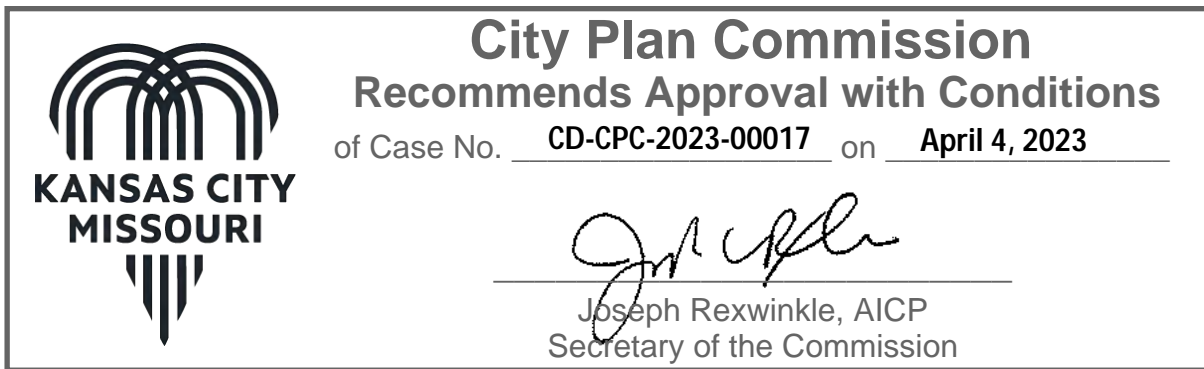 City Plan Commission
Recommends Approval with Conditions
of Case No. CD-CPC-2023-00017 on April 4, 2023
KANSAS CITY
MISSOURI
Joseph Rexwinkle, AICP
Secretary of the Commission